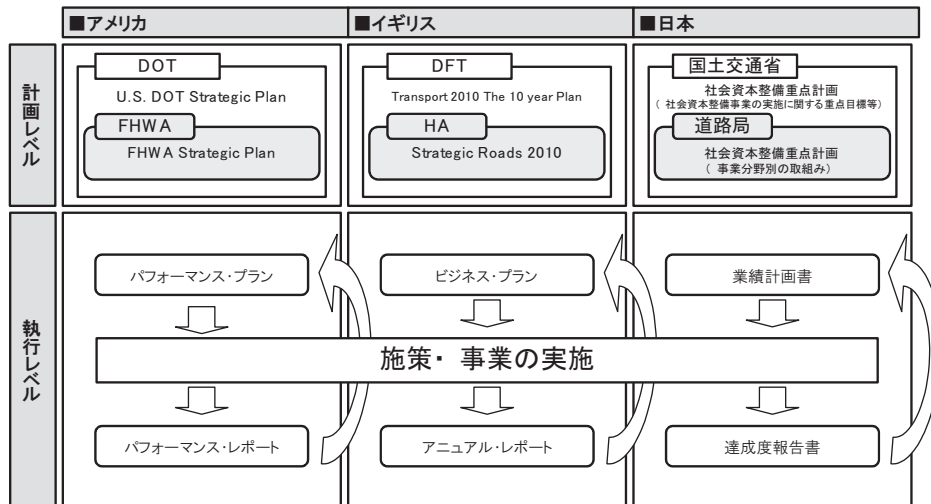 ■アメリカ
■イギリス
■日本
計画レベル
DOT
U.S. DOT Strategic Plan
FHWA
FHWA Strategic Plan
DFT
Transport 2010 The 10 year Plan
HA
Strategic Roads 2010
国土交通省
社会資本整備重点計画
( 社会資本整備事業の実施に関する重点目標等)
道路局
社会資本整備重点計画
( 事業分野別の取組み)
執行レベル
パフォーマンス・プラン
ビジネス・プラン
業績計画書
施策・ 事業の実施
パフォーマンス・レポート
アニュアル・レポート
達成度報告書